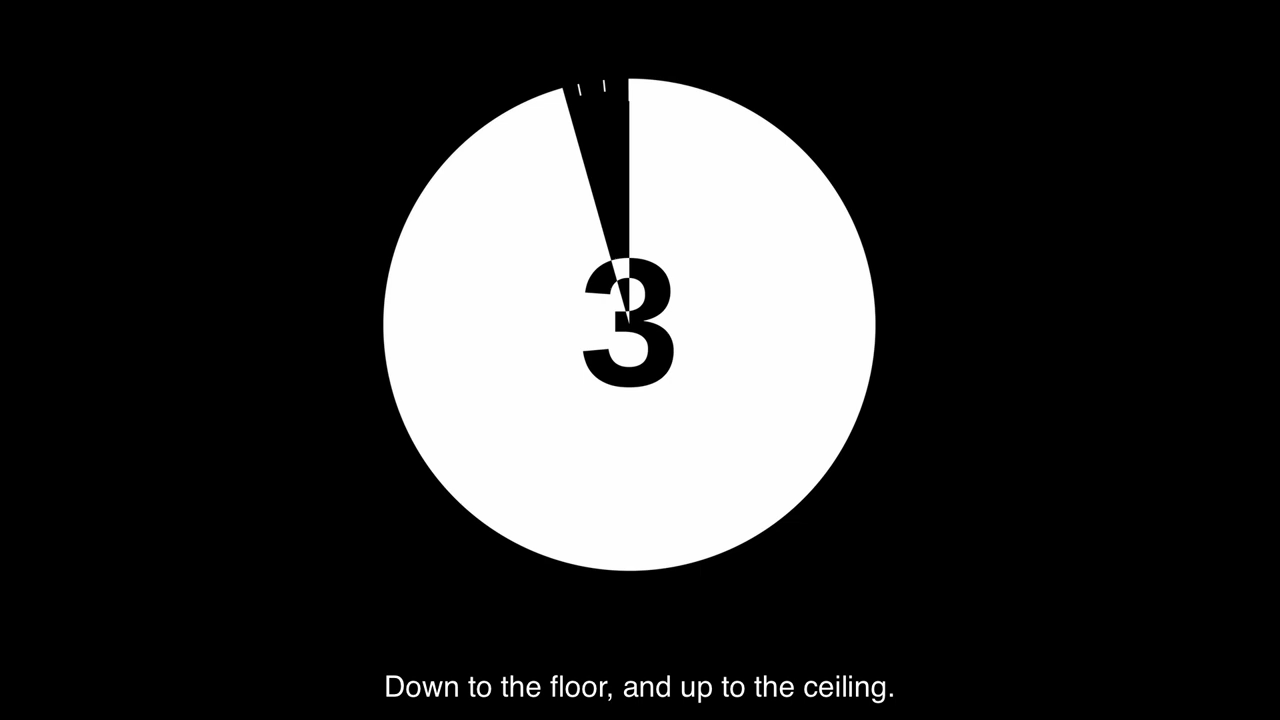 3
Down to the floor, and up to the ceiling.